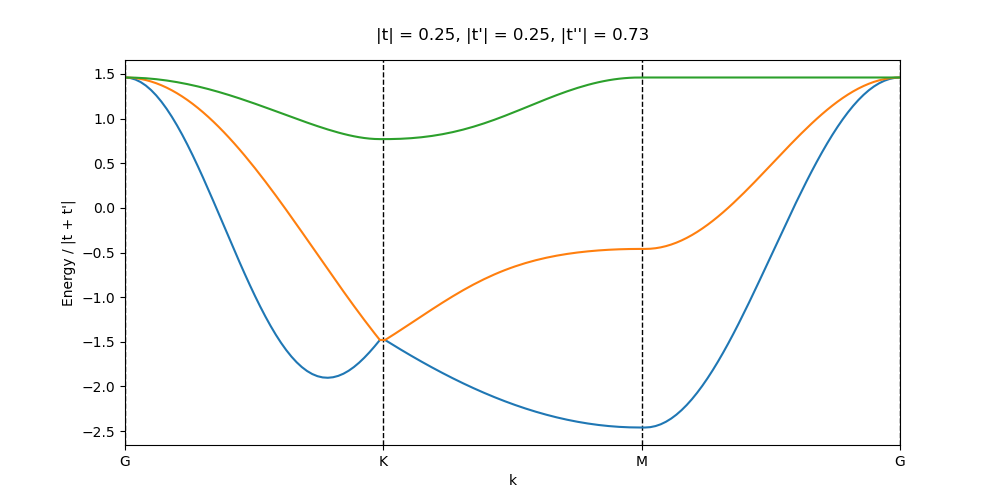 |t| = 0.25, |t'| = 0.25, |t''| = 0.73
1.5
1.0
0.5
0.0
−0.5
−1.0
−1.5
−2.0
−2.5
Energy / |t + t'|
G K M G
k